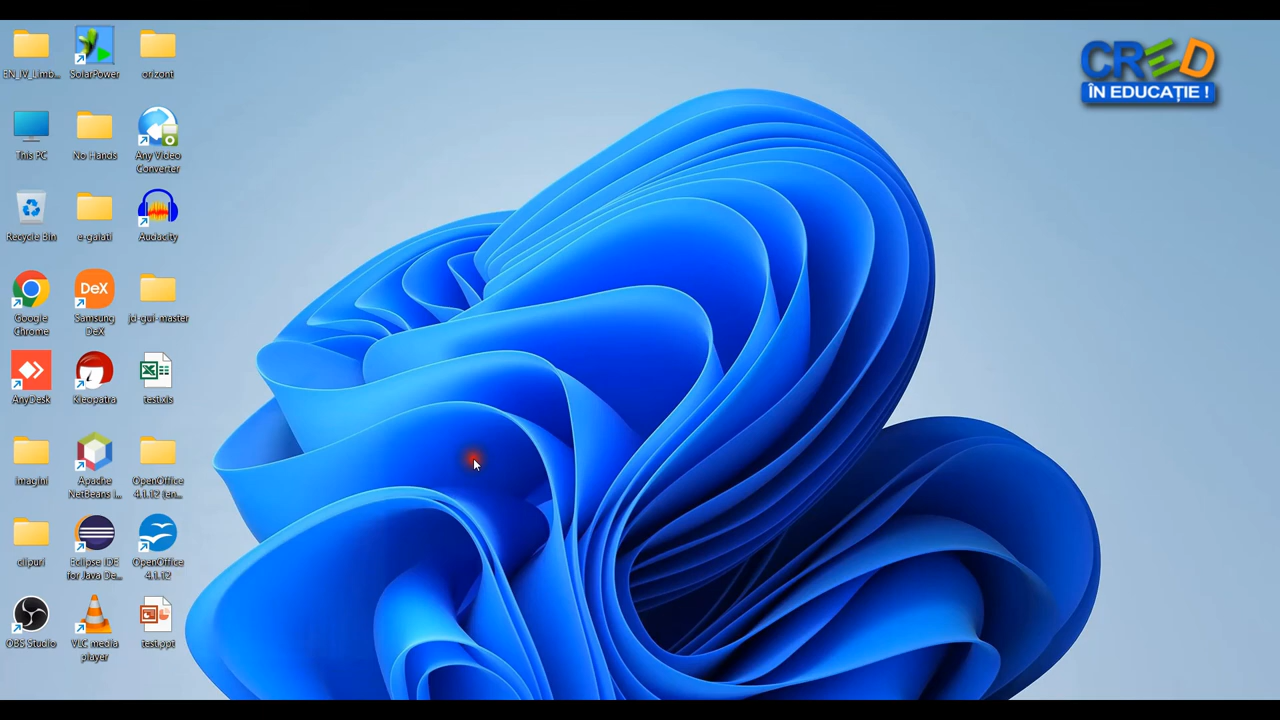 EN_IV_Limb...
SolarPower
orizont
This PC
No Hands
Any Video
Converter
Recycle Bin
e-galati
Audacity
Google
Chrome
DeX
Samsung
DeX
jd-gui-master
AnyDesk
Kleopatra
test.xls
imagini
Apache
NetBeans I...
OpenOffice
4.1.12 (en...
clipuri
Eclipse IDE
for Java De...
OpenOffice
4.1.12
OBS Studio
VLC media
player
test.ppt
CRED
ÎN EDUCAȚIE !